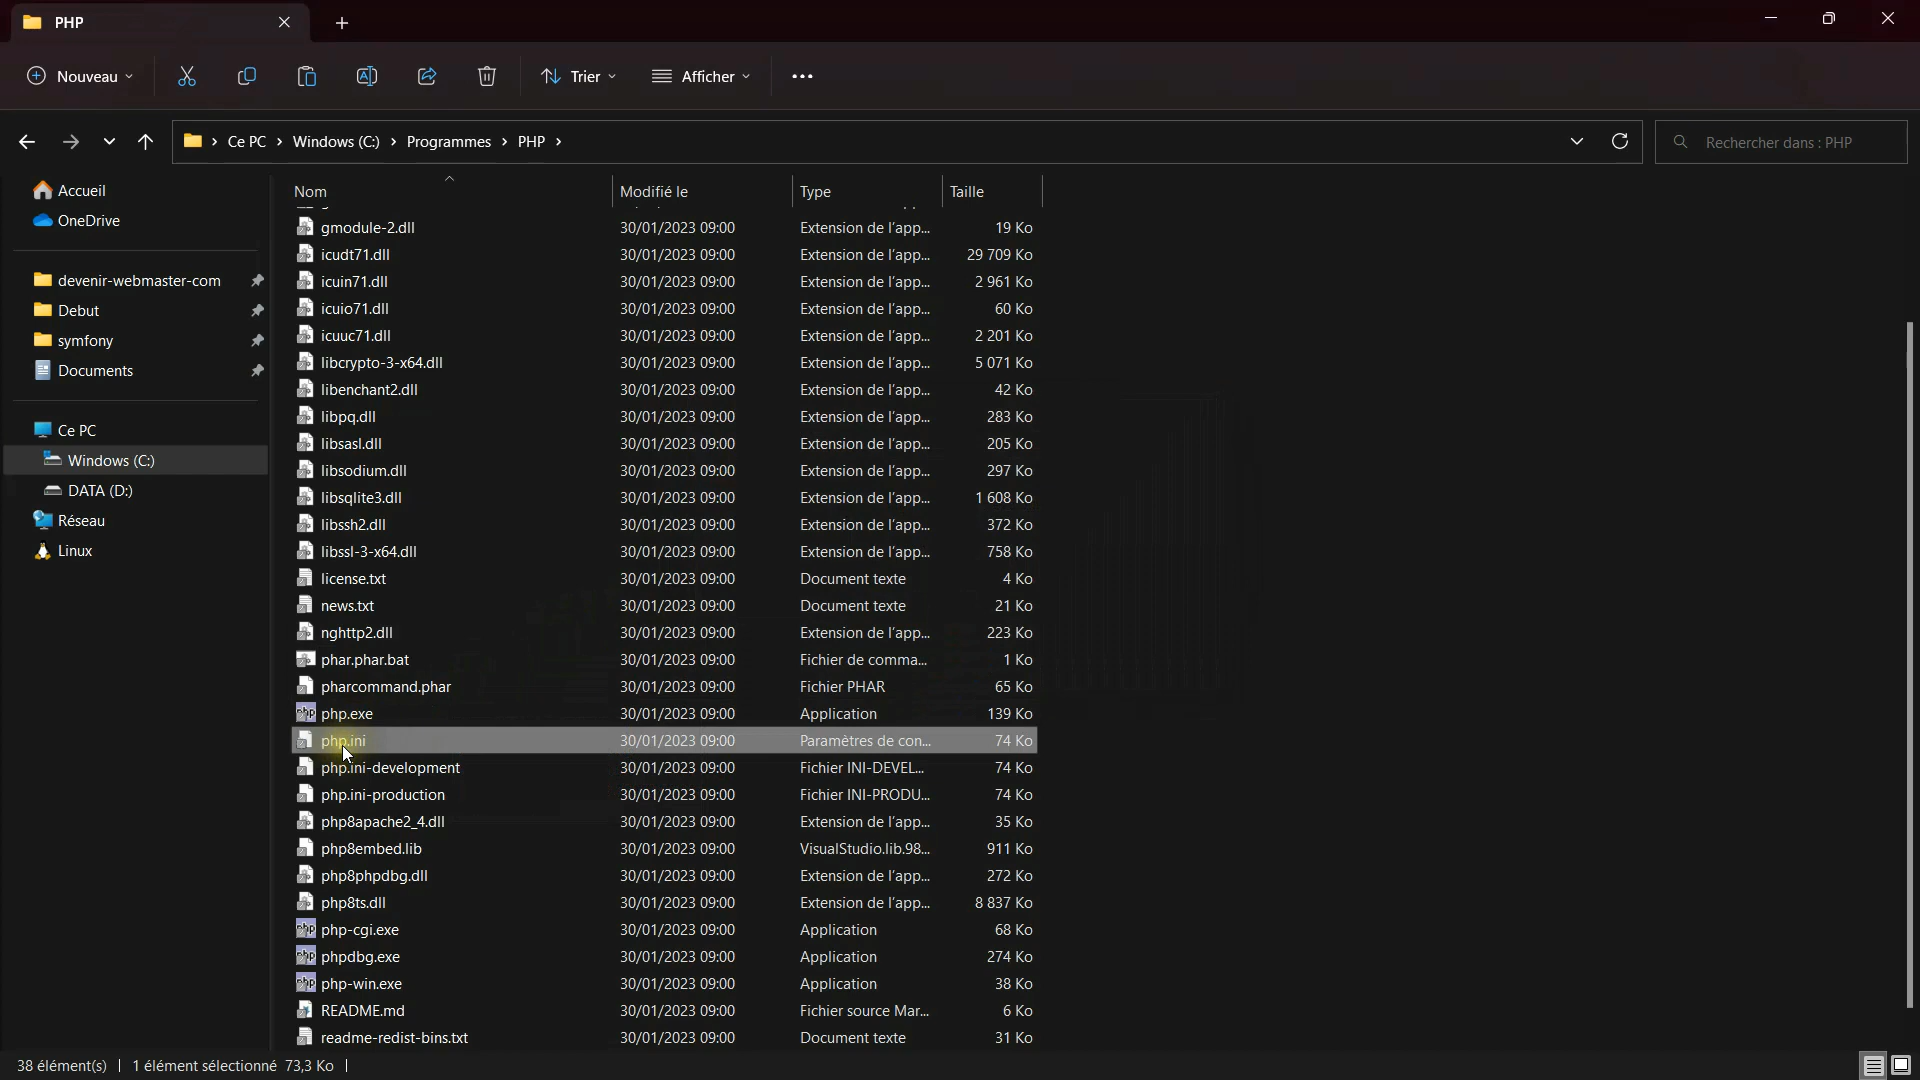 PHP
Nouveau
Trier
Afficher
Ce PC > Windows (C:) > Programmes > PHP >
Rechercher dans : PHP
Accueil
OneDrive
devenir-webmaster-com
Debut
symfony
Documents
Ce PC
Windows (C:)
DATA (D:)
Réseau
Linux
Nom Modifié le Type Taille
gmodule-2.dll 30/01/2023 09:00 Extension de l'app... 19 Ko
icudt71.dll 30/01/2023 09:00 Extension de l'app... 29 709 Ko
icuin71.dll 30/01/2023 09:00 Extension de l'app... 2 961 Ko
icuio71.dll 30/01/2023 09:00 Extension de l'app... 60 Ko
icuuc71.dll 30/01/2023 09:00 Extension de l'app... 2 201 Ko
libcrypto-3-x64.dll 30/01/2023 09:00 Extension de l'app... 5 071 Ko
libenchant2.dll 30/01/2023 09:00 Extension de l'app... 42 Ko
libpq.dll 30/01/2023 09:00 Extension de l'app... 283 Ko
libsasl.dll 30/01/2023 09:00 Extension de l'app... 205 Ko
libsodium.dll 30/01/2023 09:00 Extension de l'app... 297 Ko
libsqlite3.dll 30/01/2023 09:00 Extension de l'app... 1 608 Ko
libssh2.dll 30/01/2023 09:00 Extension de l'app... 372 Ko
libssl-3-x64.dll 30/01/2023 09:00 Extension de l'app... 758 Ko
license.txt 30/01/2023 09:00 Document texte 4 Ko
news.txt 30/01/2023 09:00 Document texte 21 Ko
nghttp2.dll 30/01/2023 09:00 Extension de l'app... 223 Ko
phar.phar.bat 30/01/2023 09:00 Fichier de comma... 1 Ko
pharcommand.phar 30/01/2023 09:00 Fichier PHAR 65 Ko
php.exe 30/01/2023 09:00 Application 139 Ko
php.ini 30/01/2023 09:00 Paramètres de con... 74 Ko
php.ini-development 30/01/2023 09:00 Fichier INI-DEVEL... 74 Ko
php.ini-production 30/01/2023 09:00 Fichier INI-PRODU... 74 Ko
php8apache2_4.dll 30/01/2023 09:00 Extension de l'app... 35 Ko
php8embed.lib 30/01/2023 09:00 VisualStudio.lib.98... 911 Ko
php8phpdbg.dll 30/01/2023 09:00 Extension de l'app... 272 Ko
php8ts.dll 30/01/2023 09:00 Extension de l'app... 8 837 Ko
php-cgi.exe 30/01/2023 09:00 Application 68 Ko
phpdbg.exe 30/01/2023 09:00 Application 274 Ko
php-win.exe 30/01/2023 09:00 Application 38 Ko
README.md 30/01/2023 09:00 Fichier source Mar... 6 Ko
readme-redist-bins.txt 30/01/2023 09:00 Document texte 31 Ko
38 élément(s) | 1 élément sélectionné 73,3 Ko |